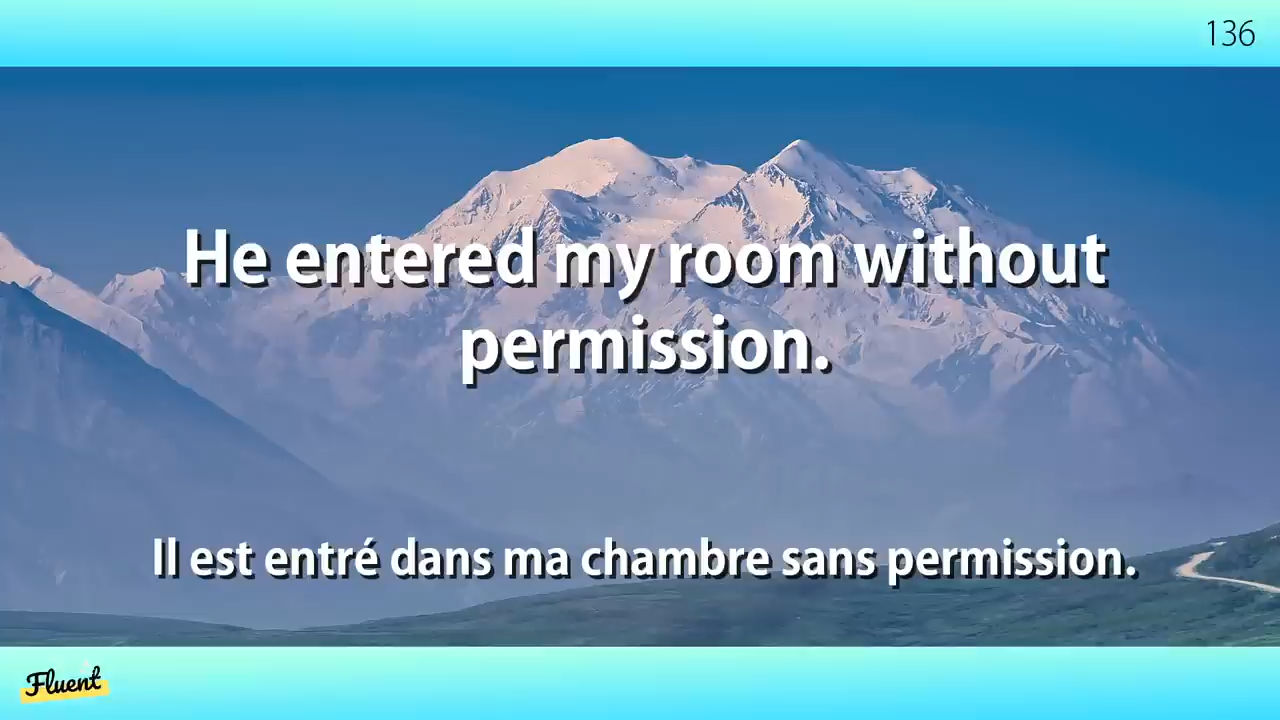 136
He entered my room without
permission.
Il est entré dans ma chambre sans permission.
Fluent